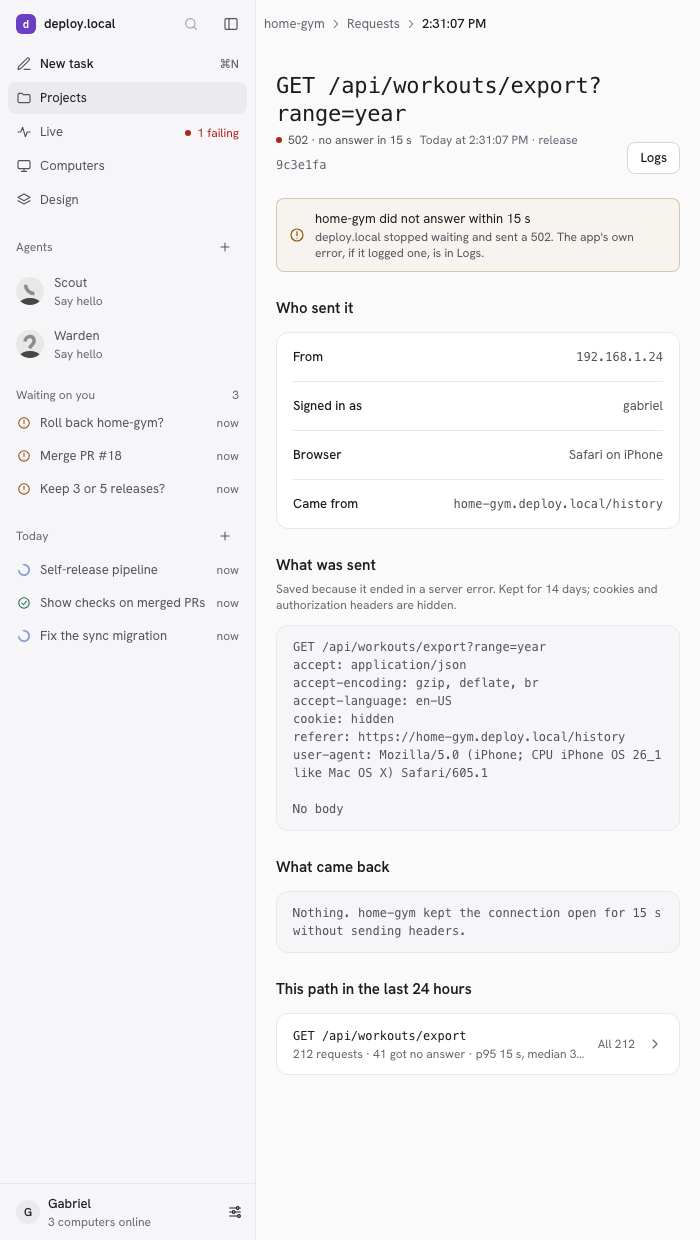 d deploy.local
New task ⌘N
Projects
Live 1 failing
Computers
Design
Agents
Scout
Say hello
Warden
Say hello
Waiting on you 3
Roll back home-gym? now
Merge PR #18 now
Keep 3 or 5 releases? now
Today
Self-release pipeline now
Show checks on merged PRs now
Fix the sync migration now
G Gabriel
3 computers online
home-gym Requests 2:31:07 PM
GET /api/workouts/export?
range=year
502 · no answer in 15 s Today at 2:31:07 PM · release
9c3e1fa
Logs
home-gym did not answer within 15 s
deploy.local stopped waiting and sent a 502. The app's own
error, if it logged one, is in Logs.
Who sent it
From 192.168.1.24
Signed in as gabriel
Browser Safari on iPhone
Came from home-gym.deploy.local/history
What was sent
Saved because it ended in a server error. Kept for 14 days; cookies and
authorization headers are hidden.
GET /api/workouts/export?range=year
accept: application/json
accept-encoding: gzip, deflate, br
accept-language: en-US
cookie: hidden
referer: https://home-gym.deploy.local/history
user-agent: Mozilla/5.0 (iPhone; CPU iPhone OS 26_1
like Mac OS X) Safari/605.1
No body
What came back
Nothing. home-gym kept the connection open for 15 s
without sending headers.
This path in the last 24 hours
GET /api/workouts/export
212 requests · 41 got no answer · p95 15 s, median 3…
All 212